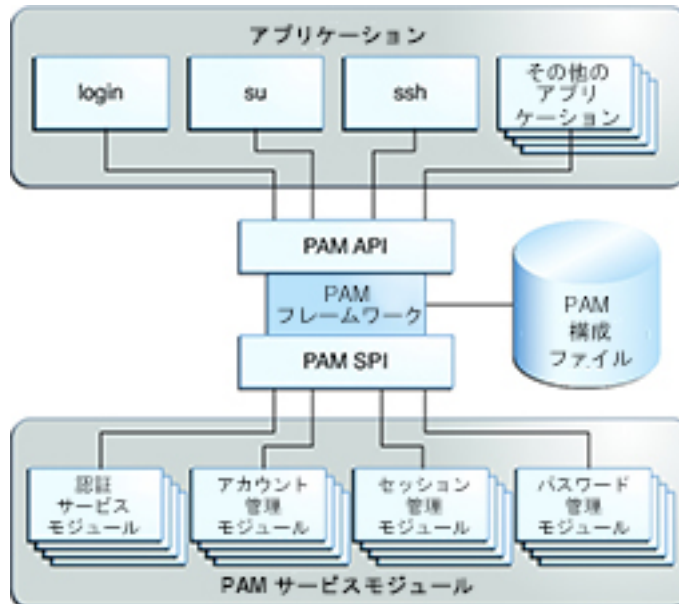 アプリケーション
login
su
ssh
その他の
アプリ
ケーション
PAM API
PAM
フレームワーク
PAM SPI
PAM
構成
ファイル
認証
サービス
モジュール
アカウント
管理
モジュール
セッション
管理
モジュール
パスワード
管理
モジュール
PAM サービスモジュール